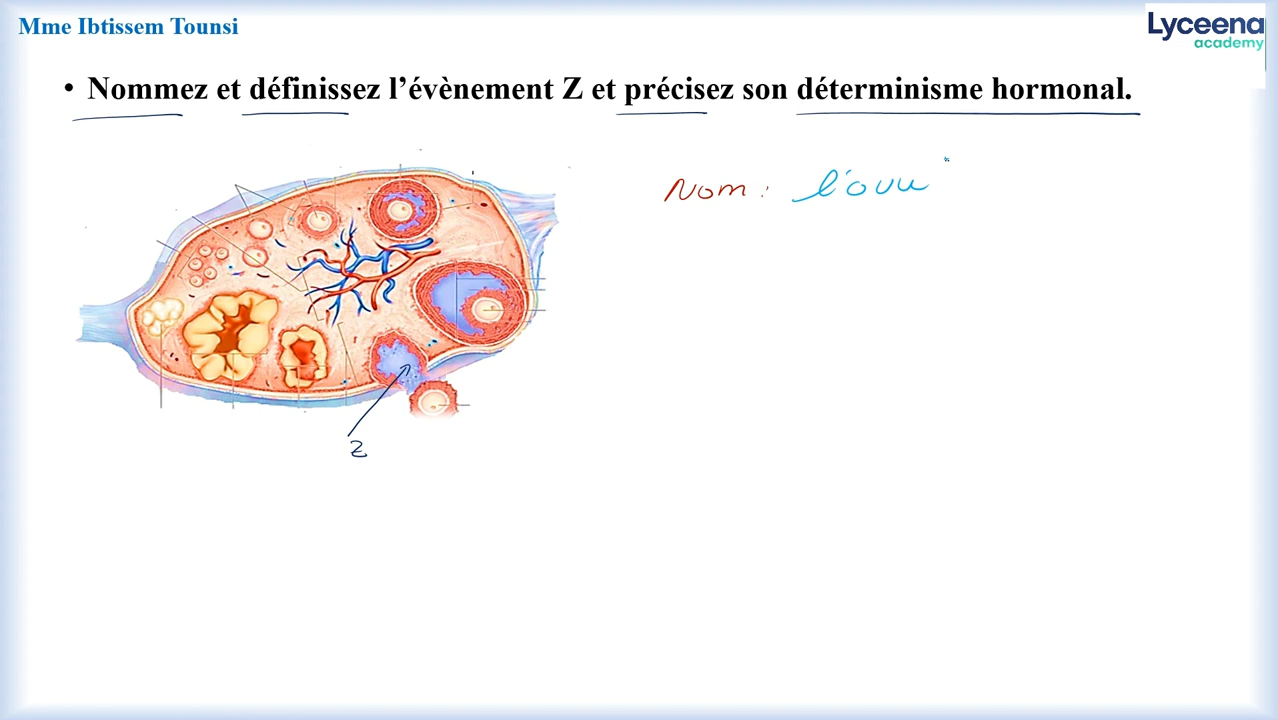 Mme Ibtissem Tounsi
Lyceena
academy
• Nommez et définissez l’évènement Z et précisez son déterminisme hormonal.
Nom : l'ovu
Z